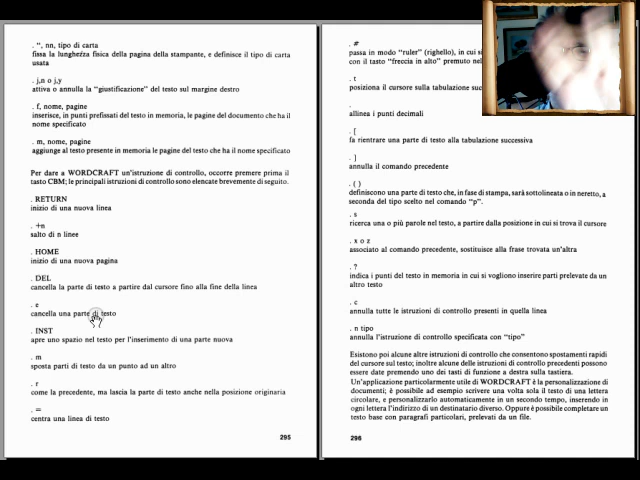 . ", nn, tipo di carta
fissa la lunghezza fisica della pagina della stampante, e definisce il tipo di carta
usata
. j,n o j,y
attiva o annulla la "giustificazione" del testo sul margine destro
. f, nome, pagine
inserisce, in punti prefissati del testo in memoria, le pagine del documento che ha il
nome specificato
. m, nome, pagine
aggiunge al testo presente in memoria le pagine del testo che ha il nome specificato
Per dare a WORDCRAFT un'istruzione di controllo, occorre premere prima il
tasto CBM; le principali istruzioni di controllo sono elencate brevemente di seguito.
. RETURN
inizio di una nuova linea
. +n
salto di n linee
. HOME
inizio di una nuova pagina
. DEL
cancella la parte di testo a partire dal cursore fino alla fine della linea
. e
cancella una parte di testo
. INST
apre uno spazio nel testo per l'inserimento di una parte nuova
. m
sposta parti di testo da un punto ad un altro
. r
come la precedente, ma lascia la parte di testo anche nella posizione originaria
. =
centra una linea di testo
295
. #
passa in modo "ruler" (righello), in cui si
con il tasto "freccia in alto" premuto nel
. t
posiziona il cursore sulla tabulazione suc
.
allinea i punti decimali
. [
fa rientrare una parte di testo alla tabulazione successiva
. ]
annulla il comando precedente
. ( )
definiscono una parte di testo che, in fase di stampa, sarà sottolineata o in neretto, a
seconda del tipo scelto nel comando "p".
. s
ricerca una o più parole nel testo, a partire dalla posizione in cui si trova il cursore
. x o z
associato al comando precedente, sostituisce alla frase trovata un'altra
. ?
indica i punti del testo in memoria in cui si vogliono inserire parti prelevate da un
altro testo
. c
annulla tutte le istruzioni di controllo presenti in quella linea
. n tipo
annulla l'istruzione di controllo specificata con "tipo"
Esistono poi alcune altre istruzioni di controllo che consentono spostamenti rapidi
del cursore sul testo; inoltre alcune delle istruzioni di controllo precedenti possono
essere date premendo uno dei tasti di funzione a destra sulla tastiera.
Un'applicazione particolarmente utile di WORDCRAFT è la personalizzazione di
documenti; è possibile ad esempio scrivere una volta sola il testo di una lettera
circolare, e personalizzarlo automaticamente in un secondo tempo, inserendo in
ogni lettera l'indirizzo di un destinatario diverso. Oppure è possibile completare un
testo base con paragrafi particolari, prelevati da un file.
296